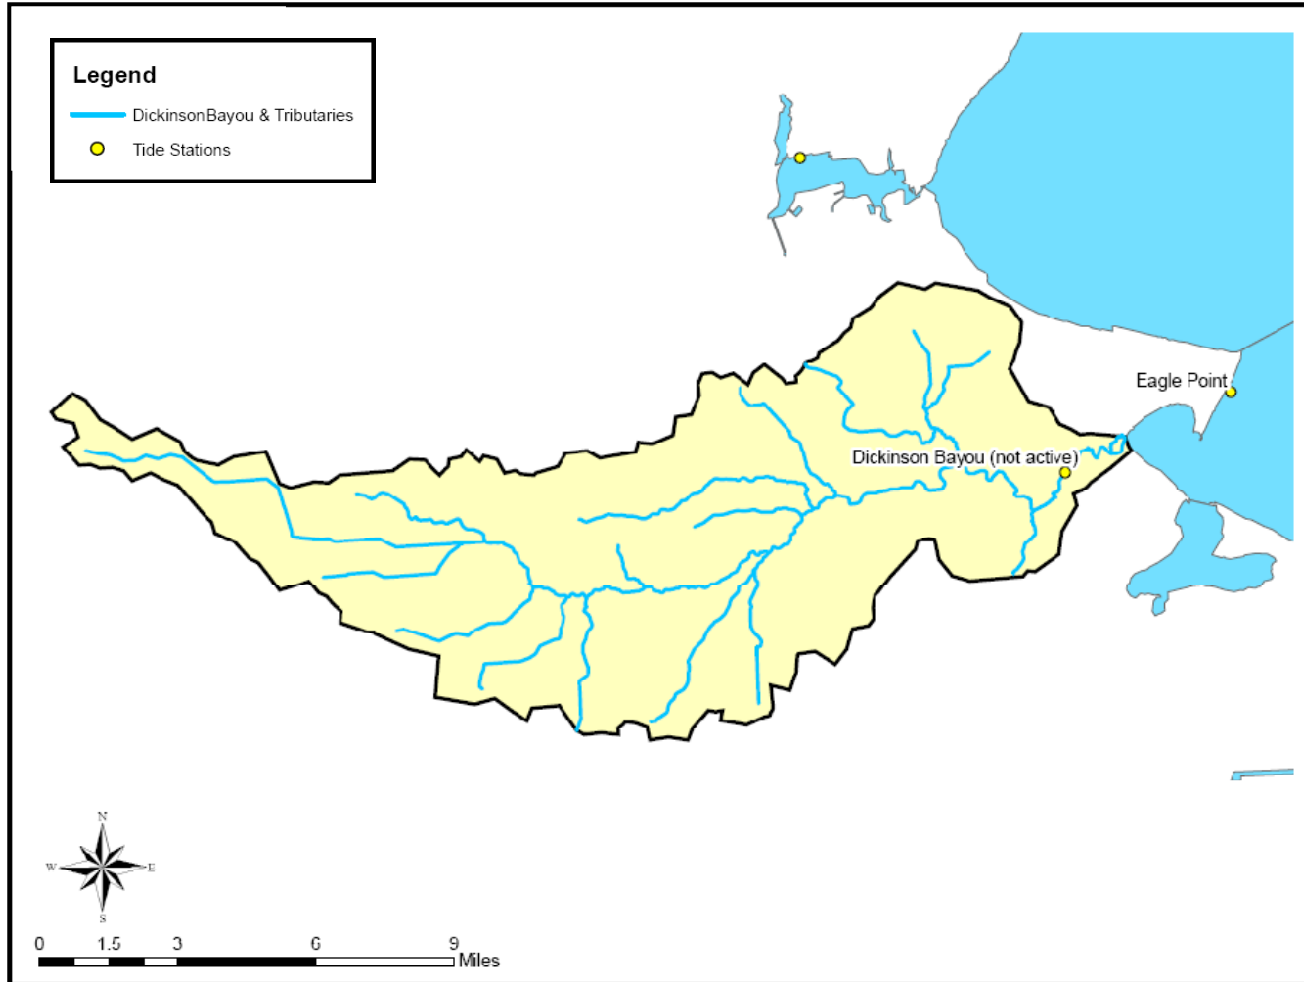 Legend
DickinsonBayou & Tributaries
Tide Stations
Eagle Point
Dickinson Bayou (not active)
N
W E
S
0 1.5 3 6 9
Miles